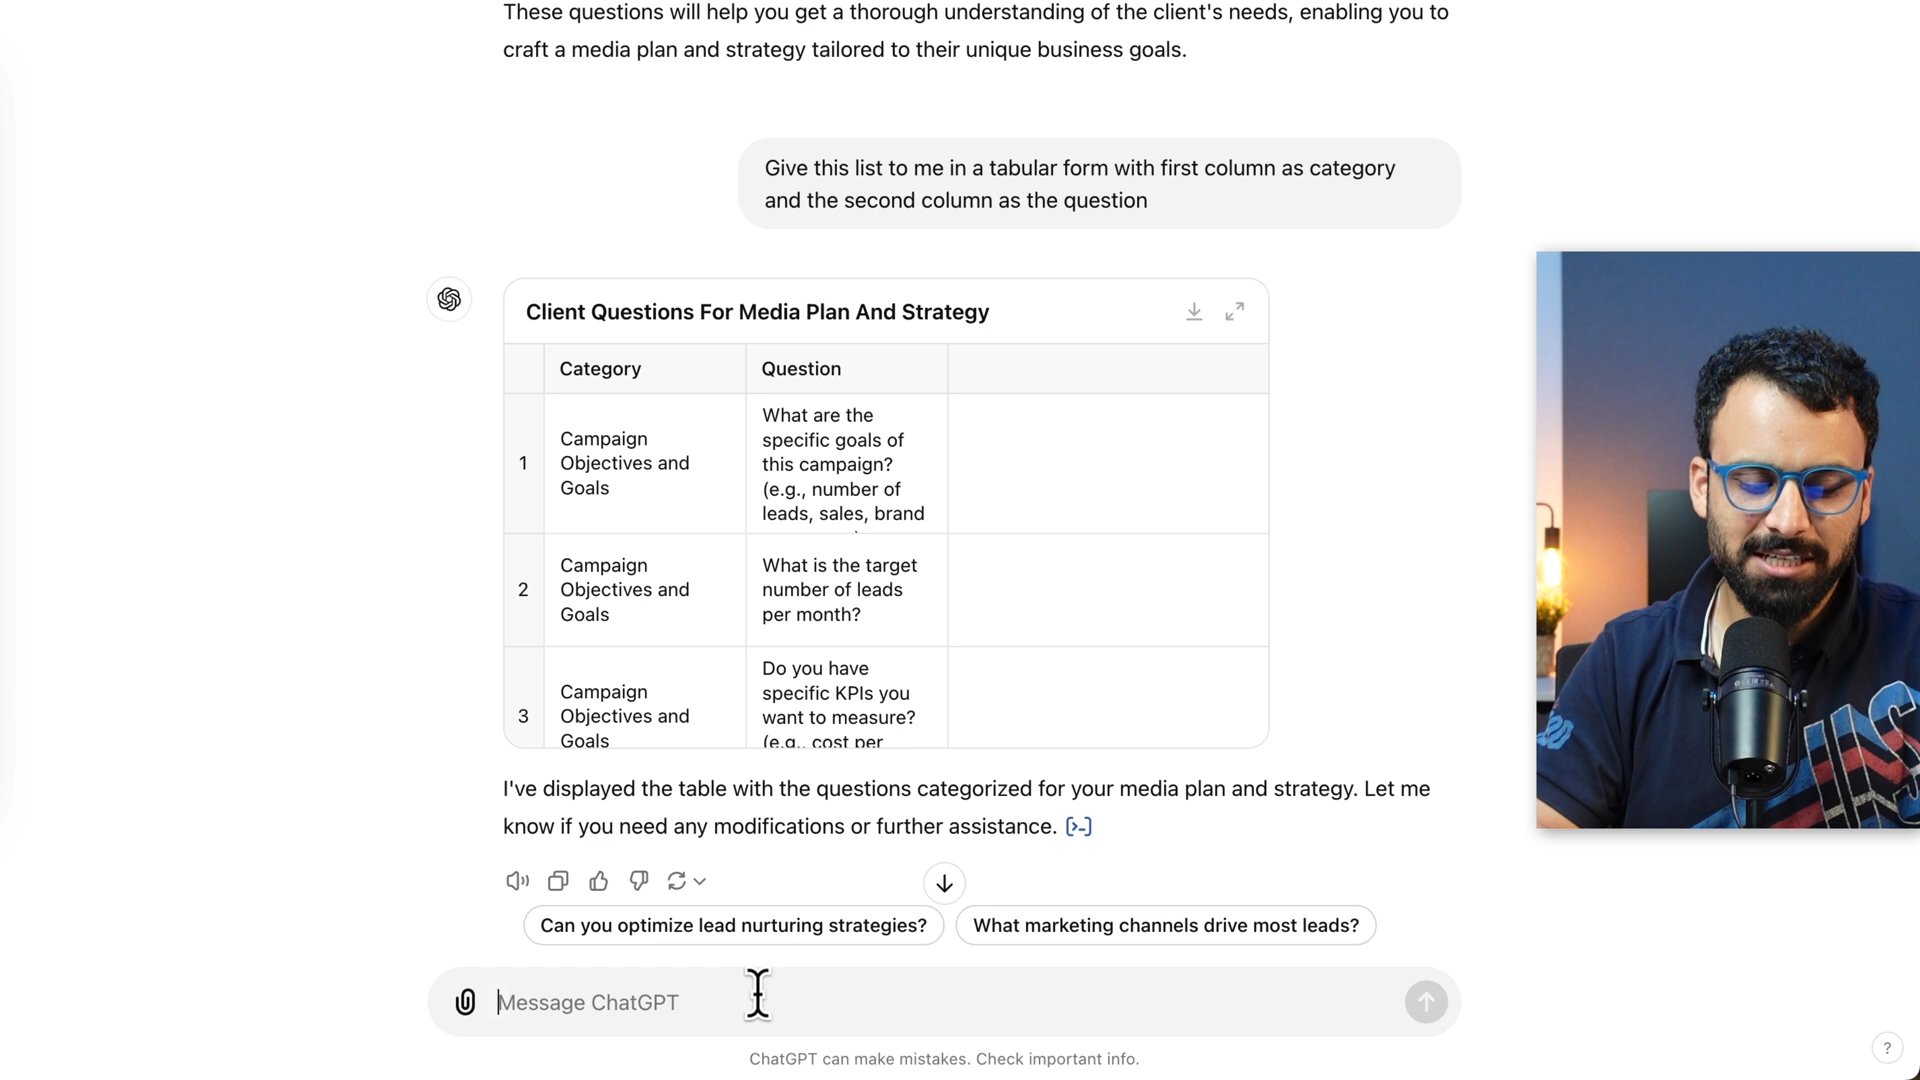 These questions will help you get a thorough understanding of the client's needs, enabling you to
craft a media plan and strategy tailored to their unique business goals.
Give this list to me in a tabular form with first column as category
and the second column as the question
Client Questions For Media Plan And Strategy
Category
Question
1
Campaign
Objectives and
Goals
What are the
specific goals of
this campaign?
(e.g., number of
leads, sales, brand
2
Campaign
Objectives and
Goals
What is the target
number of leads
per month?
3
Campaign
Objectives and
Goals
Do you have
specific KPIs you
want to measure?
(e.g., cost per
I've displayed the table with the questions categorized for your media plan and strategy. Let me
know if you need any modifications or further assistance. [>-]
Can you optimize lead nurturing strategies?
What marketing channels drive most leads?
Message ChatGPT
ChatGPT can make mistakes. Check important info.
?